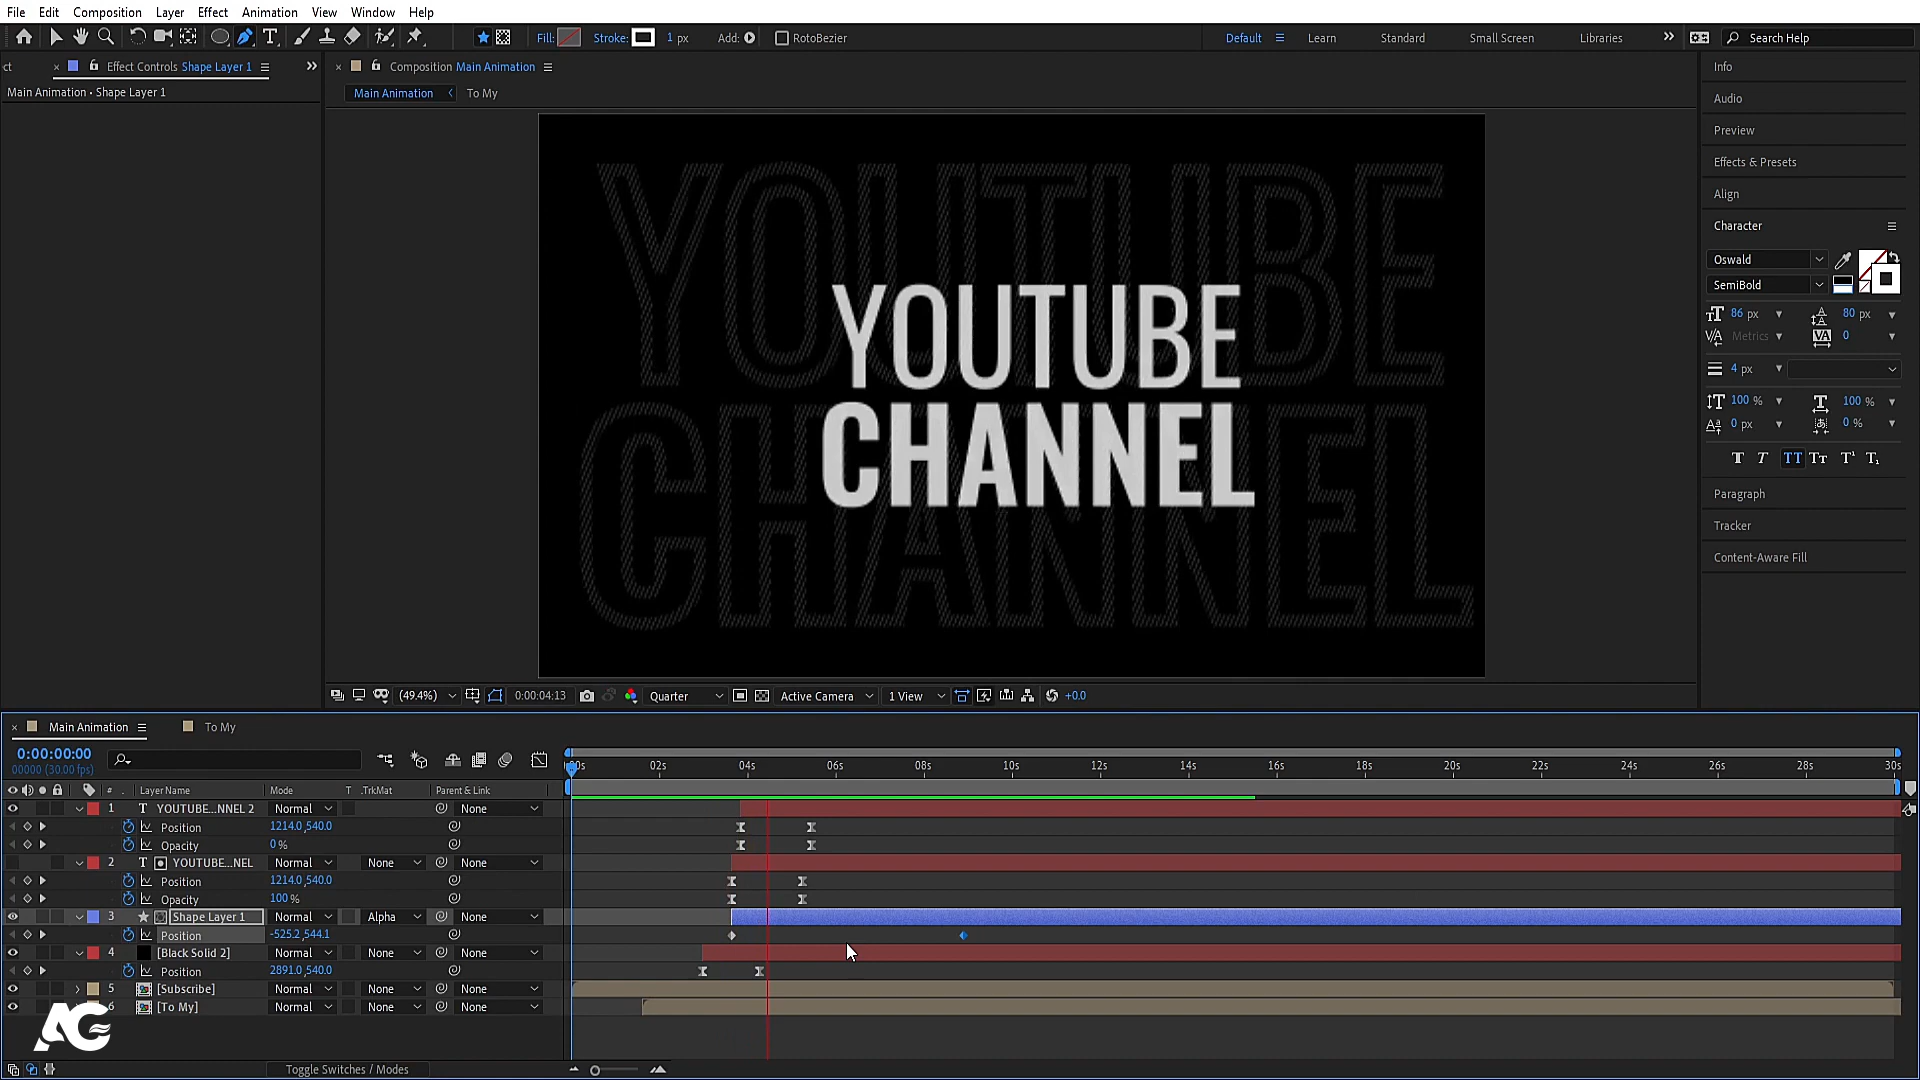 File Edit Composition Layer Effect Animation View Window Help
Fill: Stroke: 1 px Add: RotoBezier Default Learn Standard Small Screen Libraries Search Help
ct Effect Controls Shape Layer 1
Composition Main Animation
Main Animation • Shape Layer 1
Main Animation To My
YOUTUBE
CHANNEL
YOUTUBE
CHANNEL
(49.4%) 0:00:04:13 Quarter Active Camera 1 View +0.0
Info
Audio
Preview
Effects & Presets
Align
Character
Oswald
SemiBold
86 px 80 px
Metrics 0
4 px
100 % 100 %
0 px 0 %
Paragraph
Tracker
Content-Aware Fill
Main Animation To My
0:00:00:00
00000 (30.00 fps)
:00s 02s 04s 06s 08s 10s 12s 14s 16s 18s 20s 22s 24s 26s 28s 30s
# Layer Name Mode T .TrkMat Parent & Link
1 T YOUTUBE...NNEL 2 Normal None
Position 1214.0,540.0
Opacity 0 %
2 T YOUTUBE...NEL Normal None None
Position 1214.0,540.0
Opacity 100 %
3 Shape Layer 1 Normal Alpha None
Position -525.2,544.1
4 [Black Solid 2] Normal None None
Position 2891.0,540.0
5 [Subscribe] Normal None None
6 [To My] Normal None None
AG
Toggle Switches / Modes